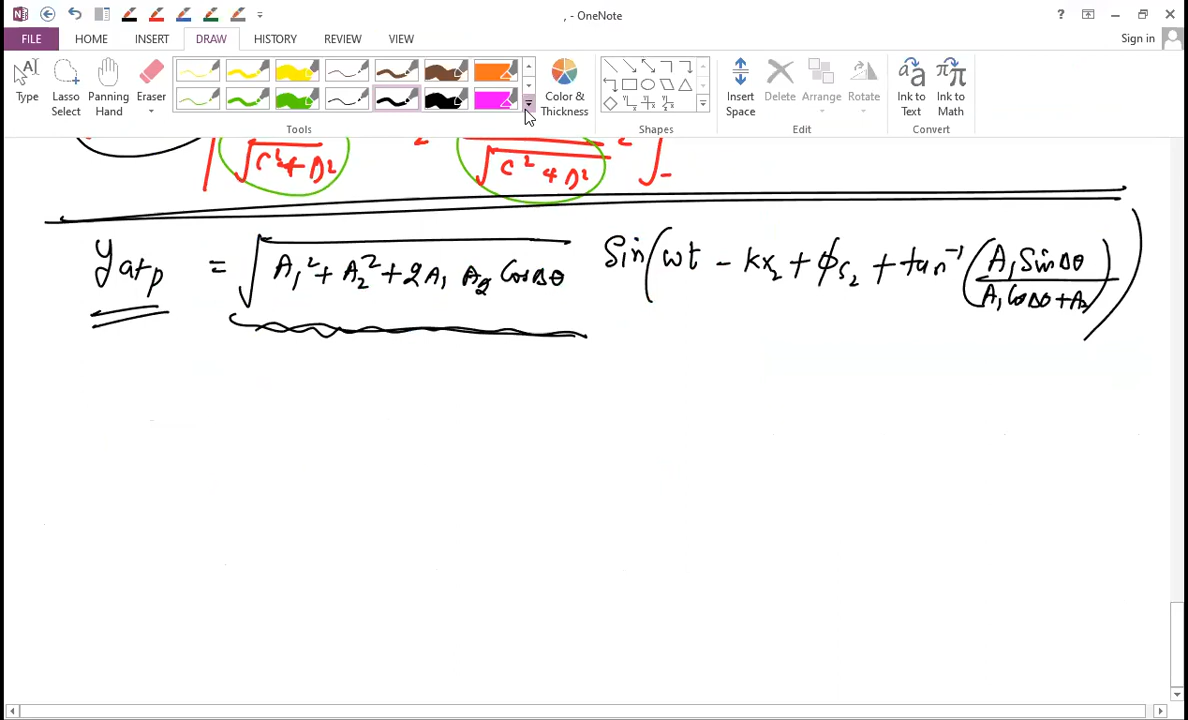 , - OneNote
FILE HOME INSERT DRAW HISTORY REVIEW VIEW Sign in
Type Lasso Select Panning Hand Eraser Color & Thickness Insert Space Delete Arrange Rotate Ink to Text Ink to Math
Tools Shapes Edit Convert
√(C²+D²) √(C²+D²)
y at P = √(A₁² + A₂² + 2A₁ A₂ Cos Δθ) Sin(ωt - kx₂ + ϕs₂ + tan⁻¹(A₁ Sin Δθ / A₁ Cos Δθ + A₂))